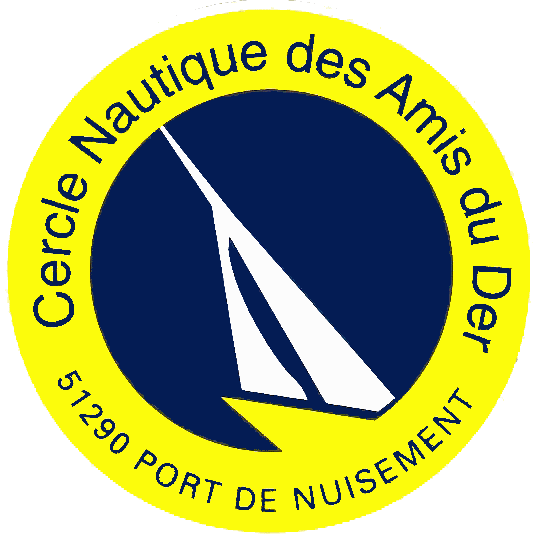 Cercle Nautique des Amis du Der
51290 PORT DE NUISEMENT